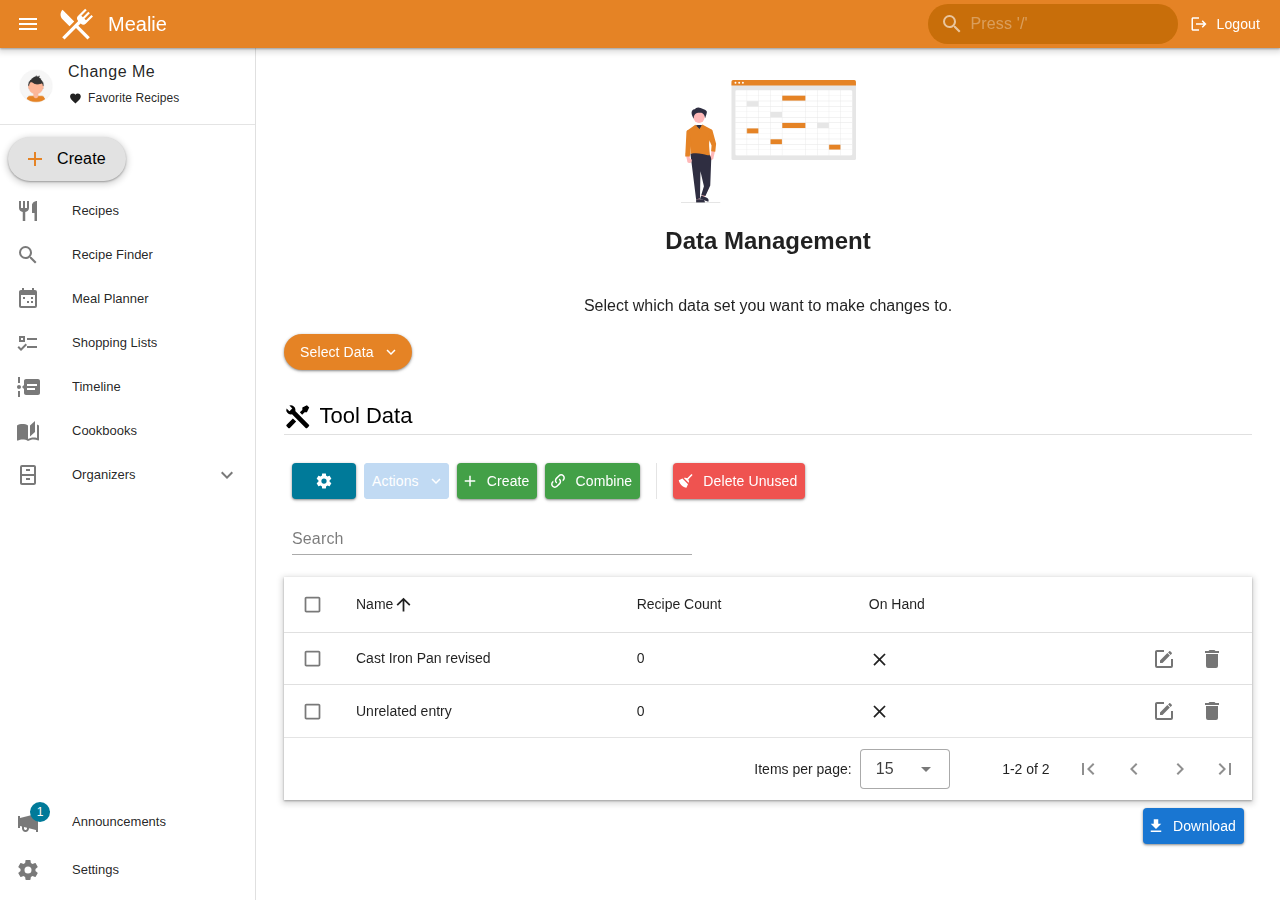 Mealie
Press '/'
Logout
Change Me
Favorite Recipes
Create
Recipes
Recipe Finder
Meal Planner
Shopping Lists
Timeline
Cookbooks
Organizers
1
Announcements
Settings
Data Management
Select which data set you want to make changes to.
Select Data
Tool Data
Actions
Create
Combine
Delete Unused
Search
Name Recipe Count On Hand
Cast Iron Pan revised 0
Unrelated entry 0
Items per page: 15 1-2 of 2
Download